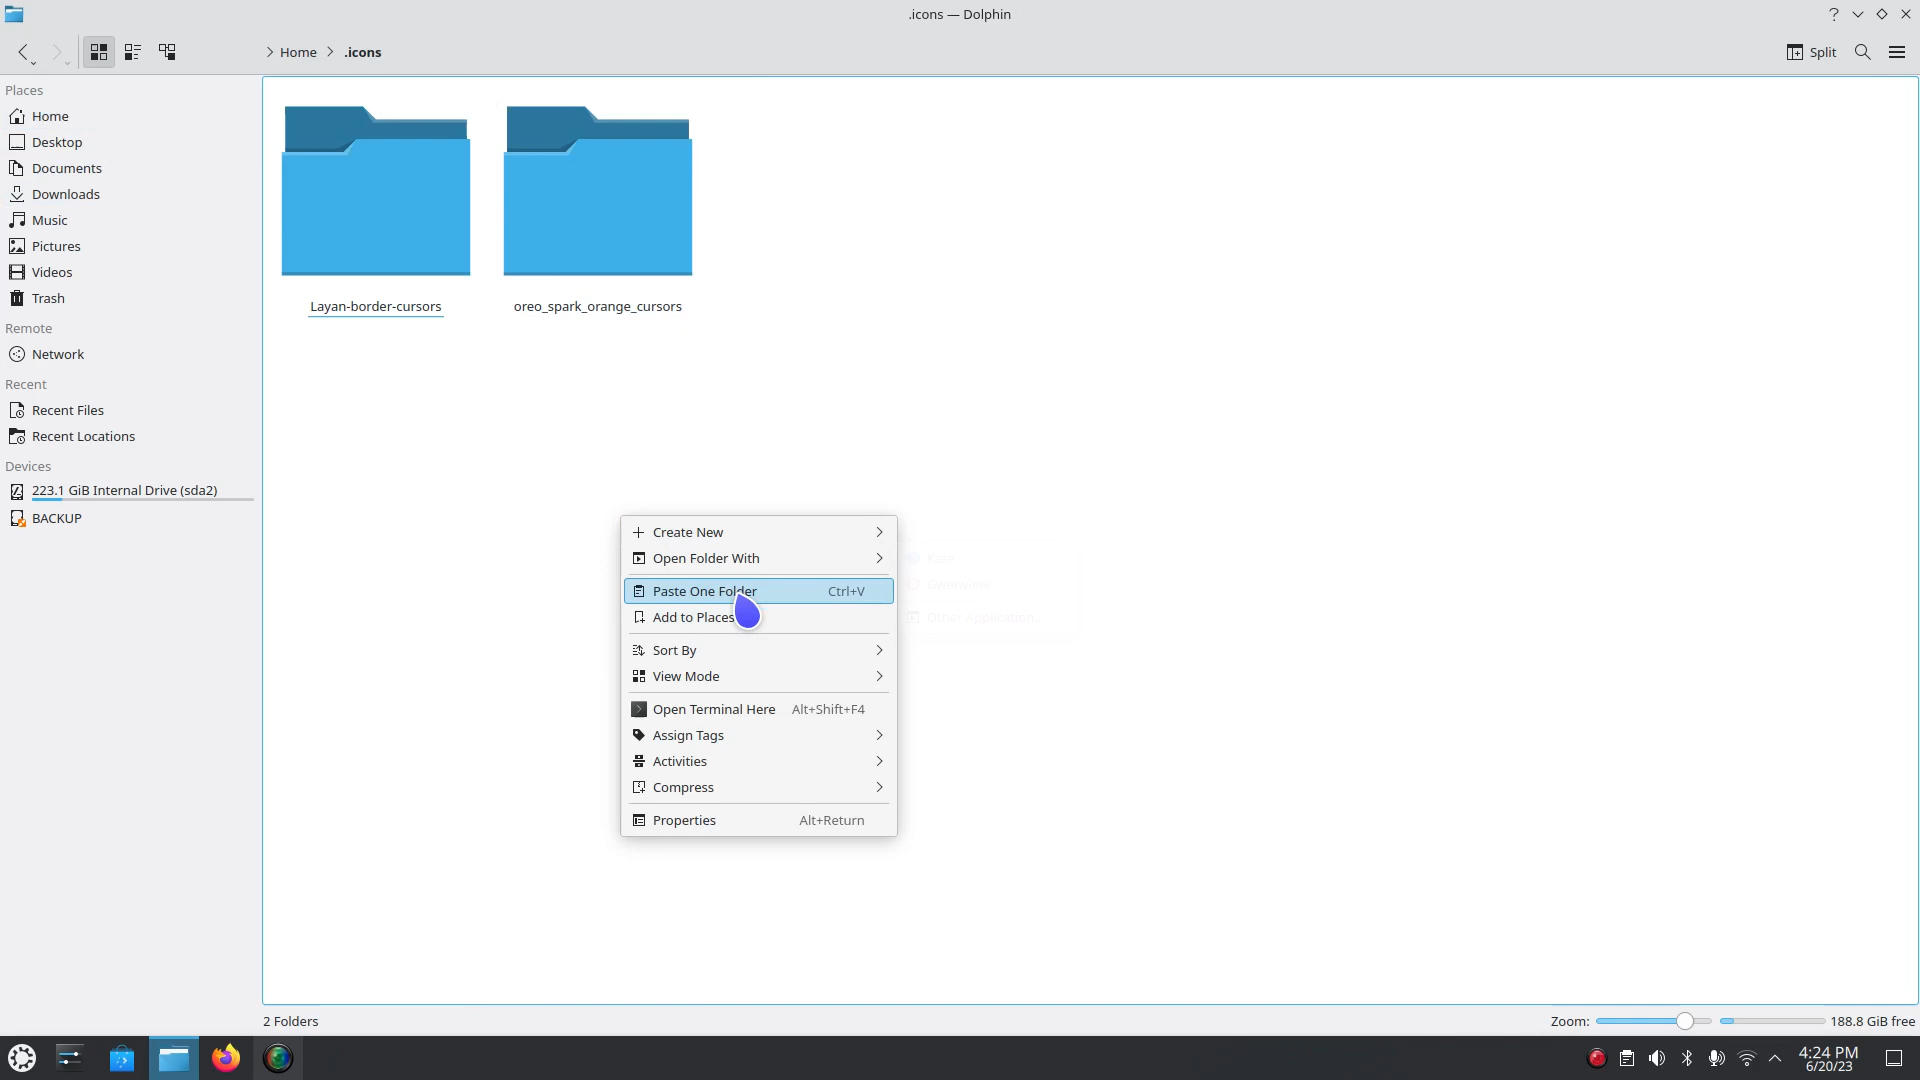 .icons — Dolphin
Home
.icons
Split
Places
Home
Desktop
Documents
Downloads
Music
Pictures
Videos
Trash
Remote
Network
Recent
Recent Files
Recent Locations
Devices
223.1 GiB Internal Drive (sda2)
BACKUP
Layan-border-cursors
oreo_spark_orange_cursors
Create New
Open Folder With
Paste One Folder Ctrl+V
Add to Places
Sort By
View Mode
Open Terminal Here Alt+Shift+F4
Assign Tags
Activities
Compress
Properties Alt+Return
Other Application...
2 Folders
Zoom:
188.8 GiB free
4:24 PM
6/20/23